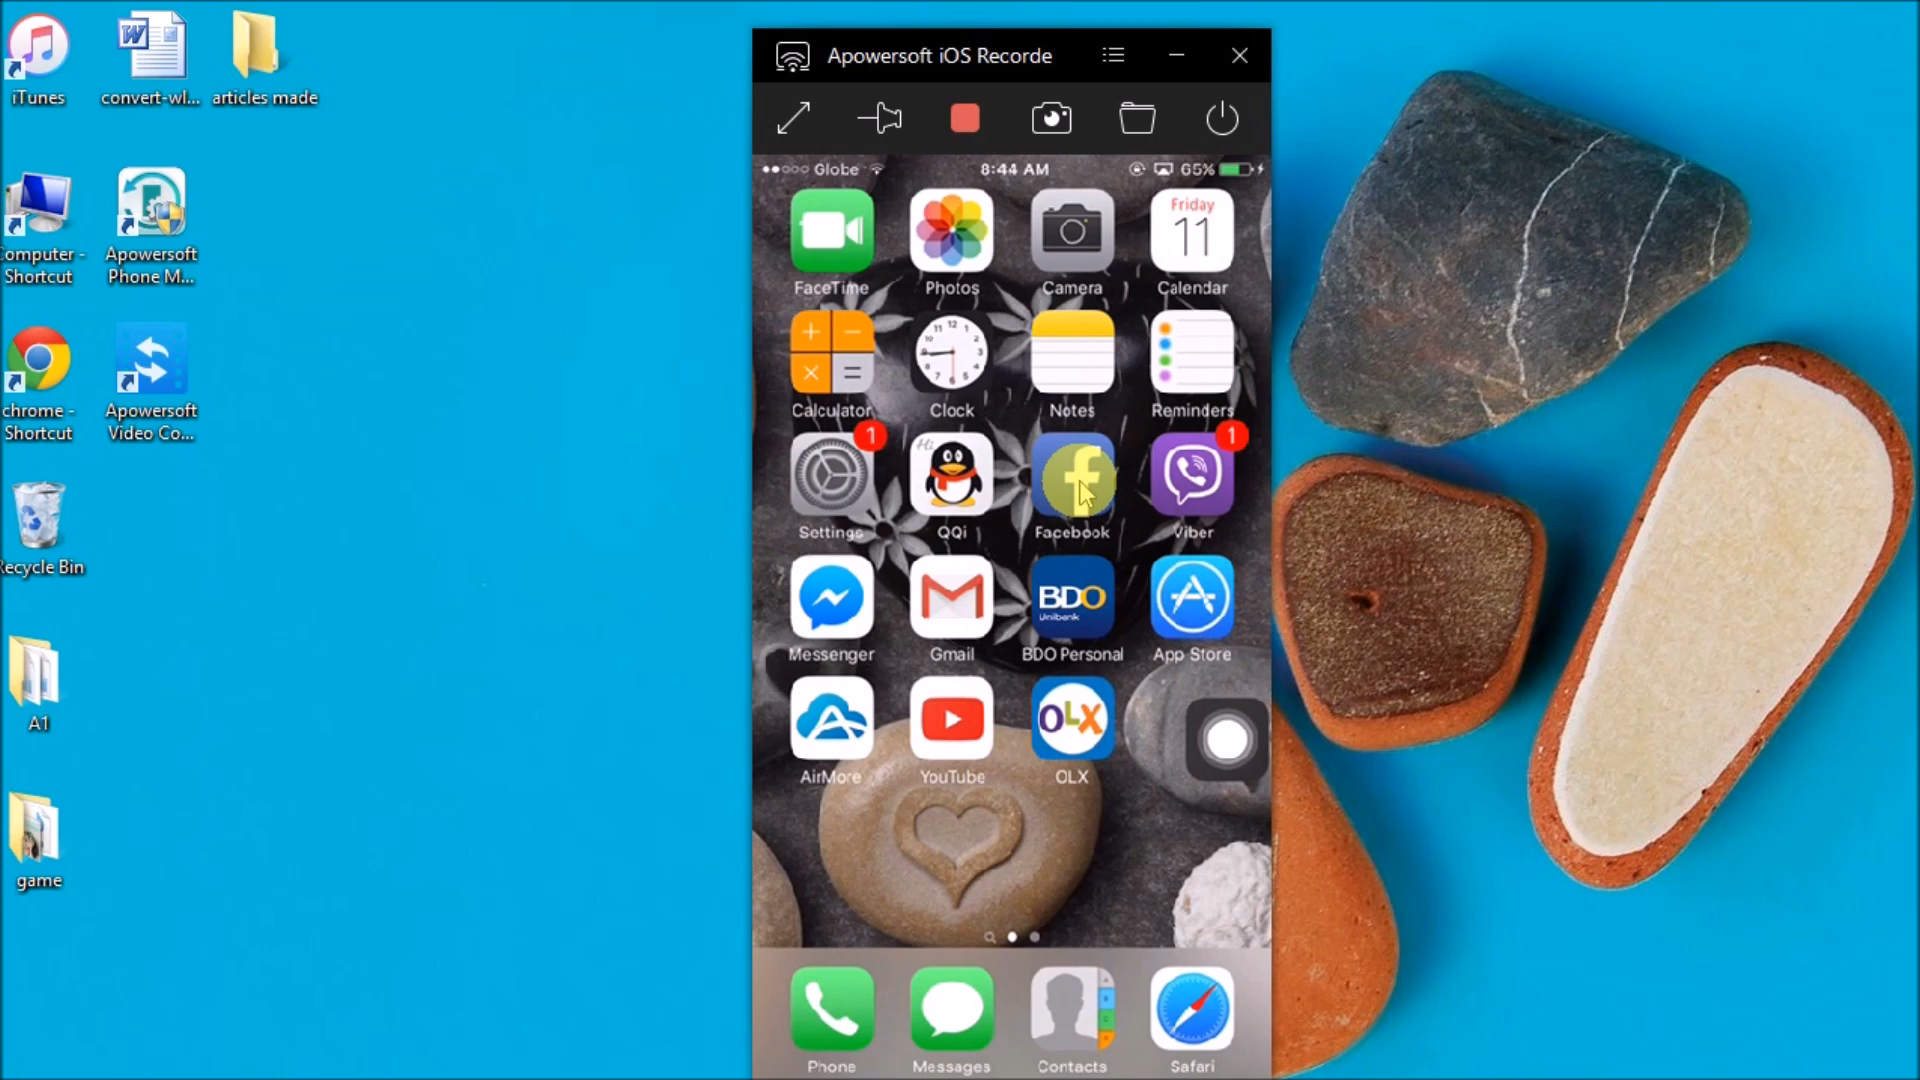 iTunes
convert-wl...
articles made
Computer -
Shortcut
Apowersoft
Phone M...
chrome -
Shortcut
Apowersoft
Video Co...
Recycle Bin
A1
game
Apowersoft iOS Recorde
Globe
8:44 AM
65%
FaceTime
Photos
Camera
Friday
11
Calendar
Calculator
Clock
Notes
Reminders
1
Settings
Hi
QQi
Facebook
1
Viber
Messenger
Gmail
BDO
Unibank
BDO Personal
App Store
AirMore
YouTube
OLX
OLX
Phone
Messages
Contacts
Safari